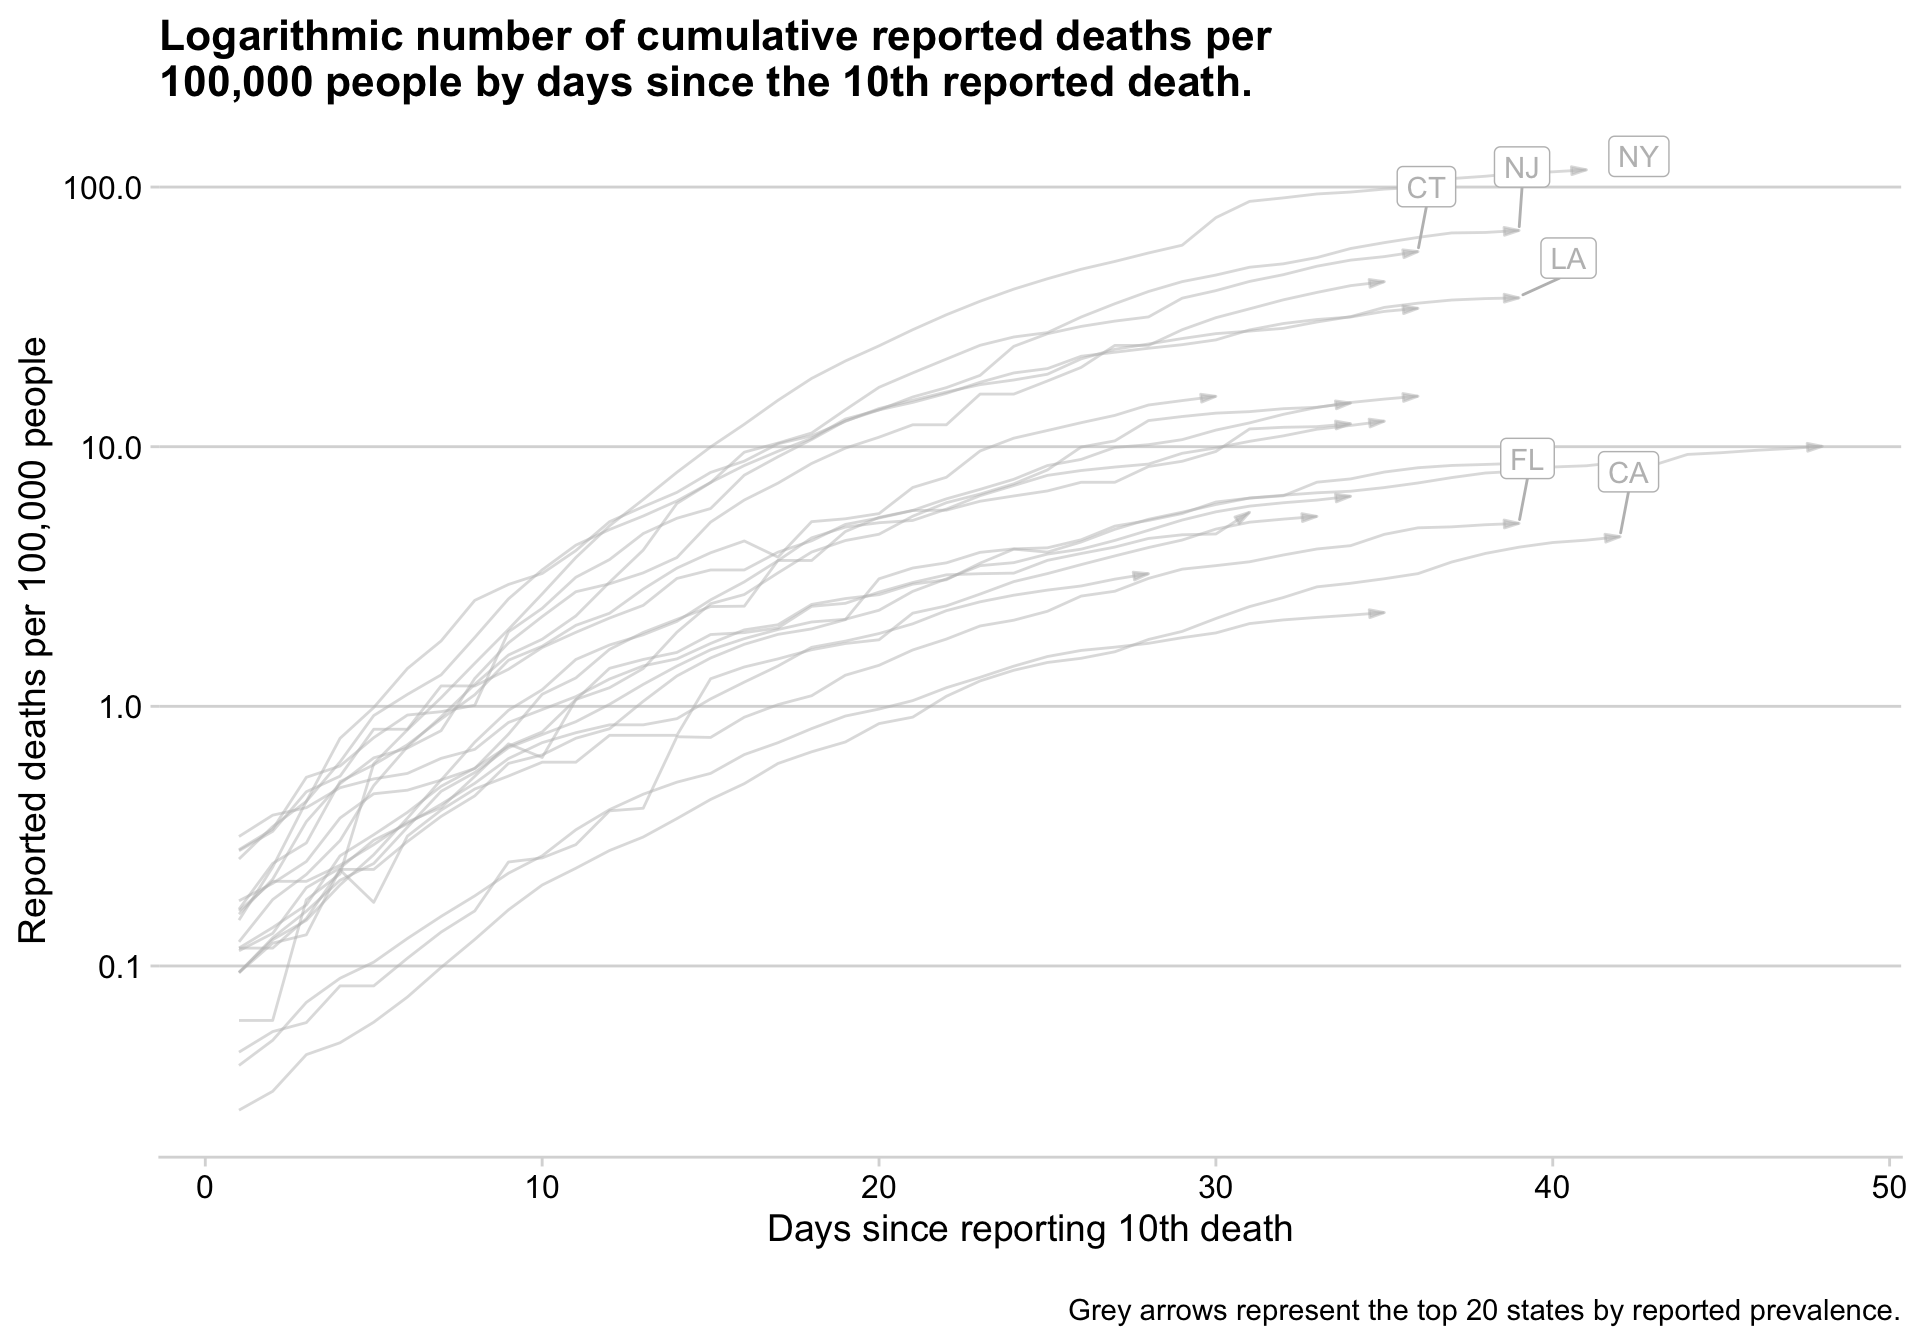 Logarithmic number of cumulative reported deaths per
100,000 people by days since the 10th reported death.
NY
NJ
CT
100.0
LA
Reported deaths per 100,000 people
10.0
FL
CA
1.0
0.1
0 10 20 30 40 50
Days since reporting 10th death
Grey arrows represent the top 20 states by reported prevalence.